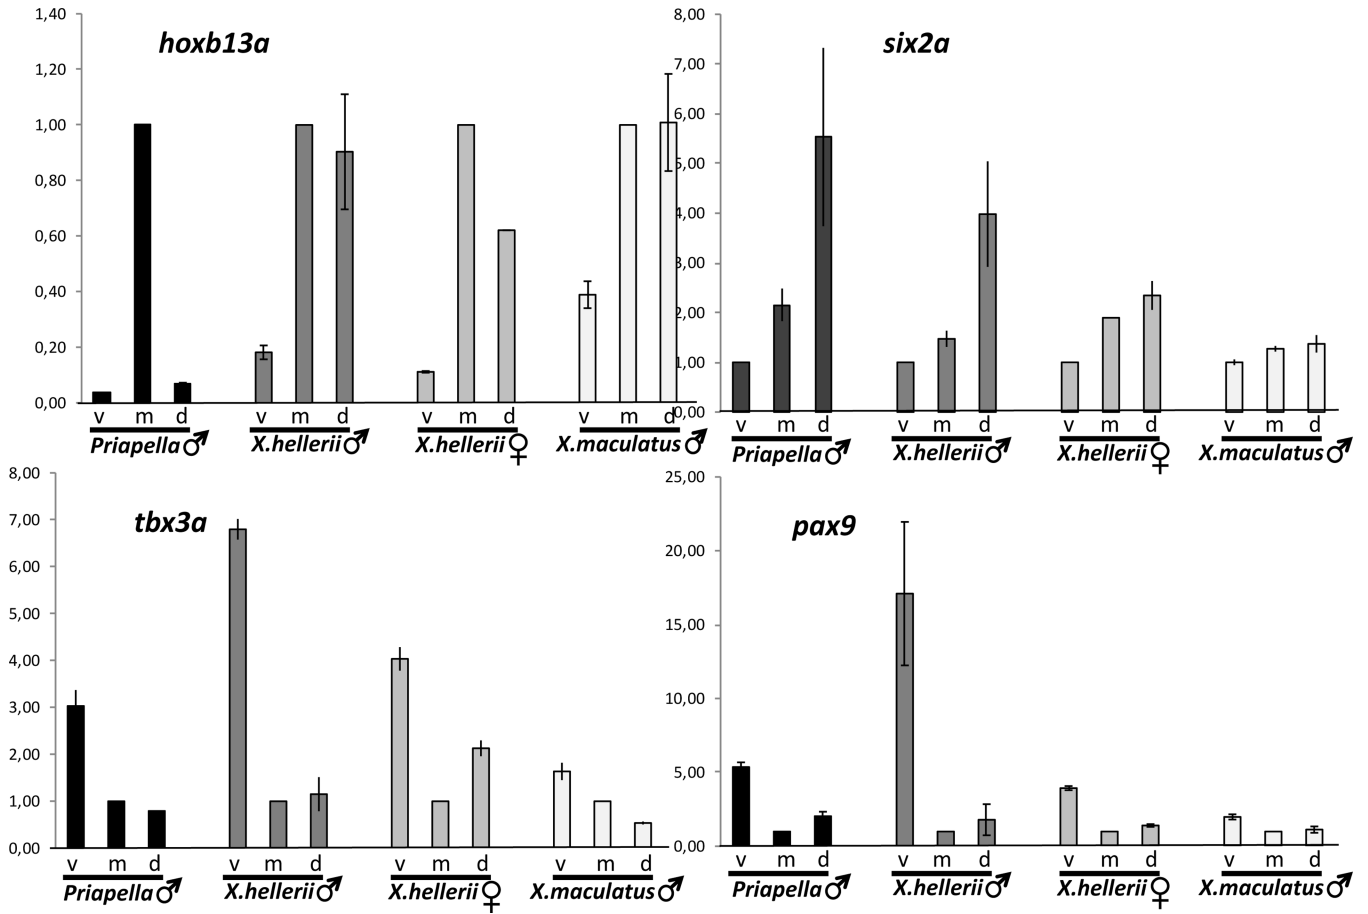 hoxb13a
1,40
1,20
1,00
0,80
0,60
0,40
0,20
0,00
v m d v m d v m d v m d
Priapella♂ X.hellerii♂ X.hellerii♀ X.maculatus♂
six2a
8,00
7,00
6,00
5,00
4,00
3,00
2,00
1,00
0,00
v m d v m d v m d v m d
Priapella♂ X.hellerii♂ X.hellerii♀ X.maculatus♂
tbx3a
8,00
7,00
6,00
5,00
4,00
3,00
2,00
1,00
0,00
v m d v m d v m d v m d
Priapella♂ X.hellerii♂ X.hellerii♀ X.maculatus♂
pax9
25,00
20,00
15,00
10,00
5,00
0,00
v m d v m d v m d v m d
Priapella♂ X.hellerii♂ X.hellerii♀ X.maculatus♂